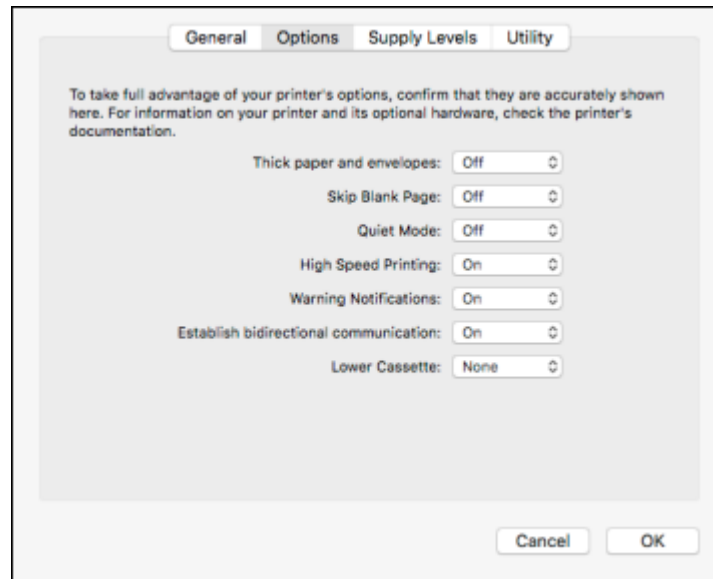 General Options Supply Levels Utility
To take full advantage of your printer's options, confirm that they are accurately shown
here. For information on your printer and its optional hardware, check the printer's
documentation.
Thick paper and envelopes: Off
Skip Blank Page: Off
Quiet Mode: Off
High Speed Printing: On
Warning Notifications: On
Establish bidirectional communication: On
Lower Cassette: None
Cancel OK